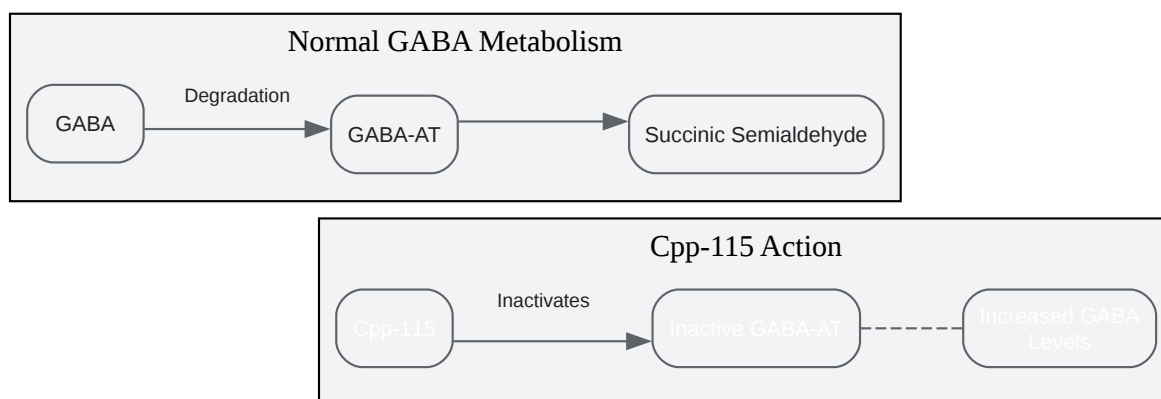 Normal GABA Metabolism
Degradation
GABA
GABA-AT
Succinic Semialdehyde
Cpp-115 Action
Inactivates
Cpp-115
Inactive GABA-AT
Increased GABA
Levels